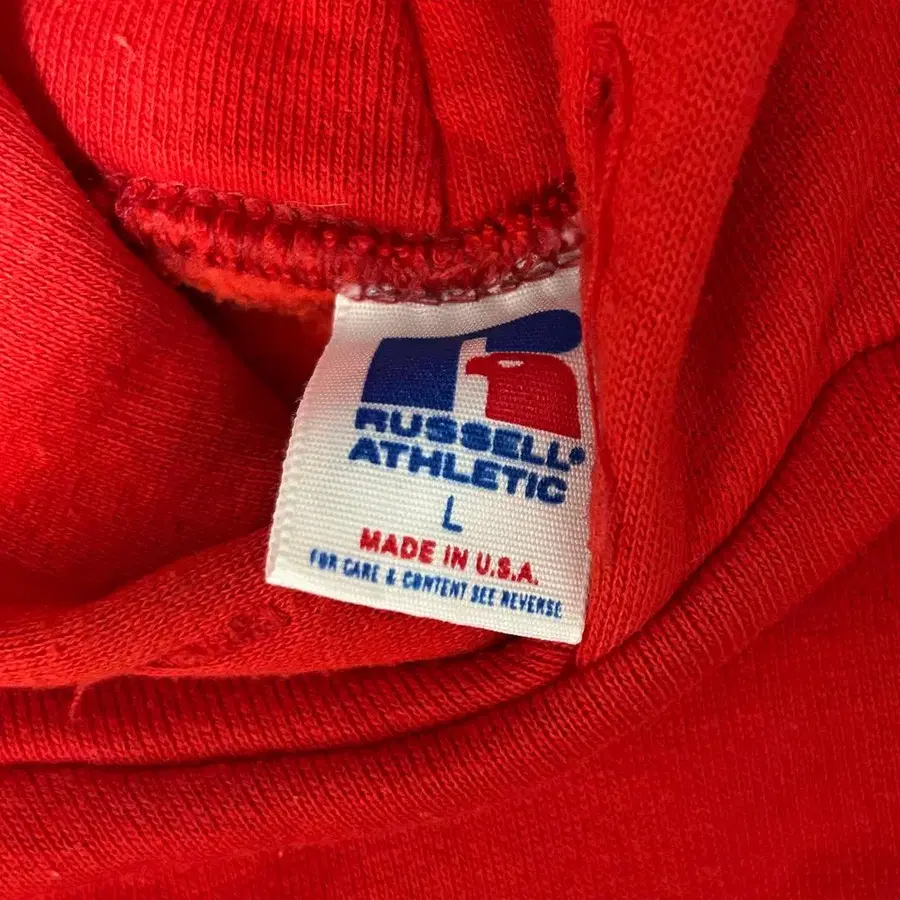 RUSSELL®
ATHLETIC
L
MADE IN U.S.A.
FOR CARE & CONTENT SEE REVERSE